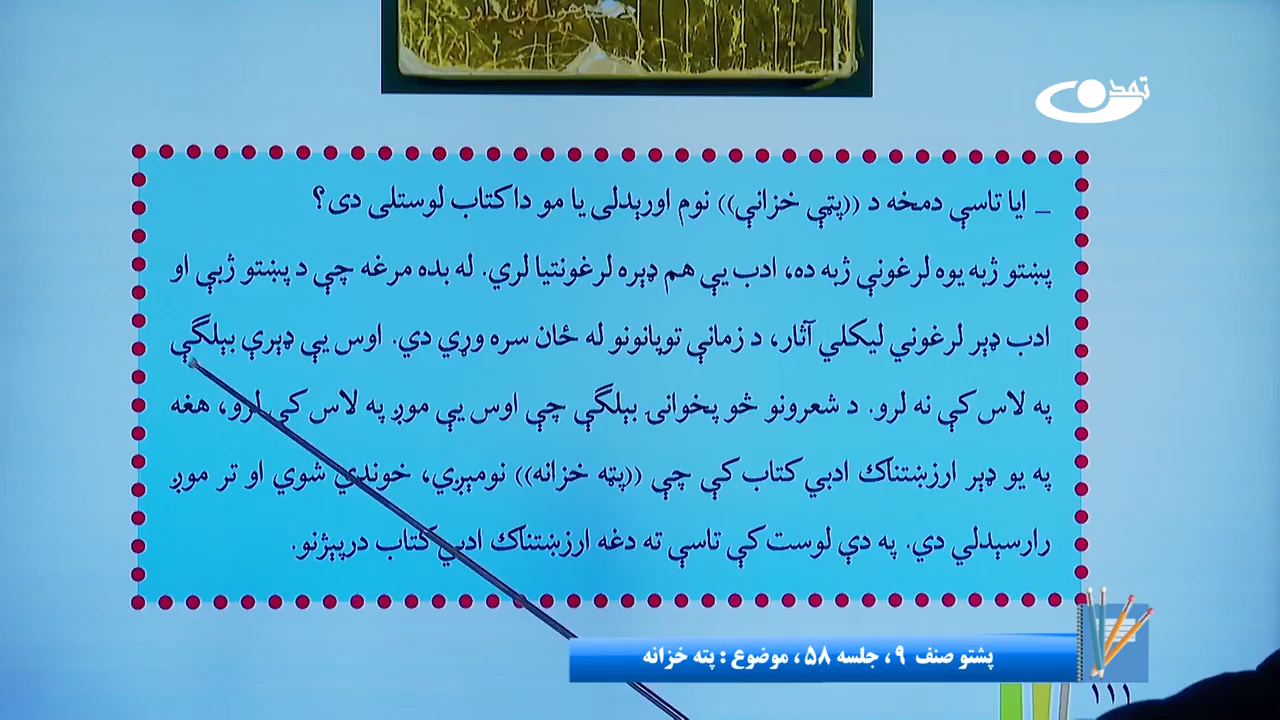 تمدن
_ ایا تاسې دمخه د ((پټې خزانې)) نوم اورېدلی یا مو دا کتاب لوستلی دی؟
پښتو ژبه یوه لرغونې ژبه ده، ادب یې هم ډېره لرغونتیا لري. له بده مرغه چې د پښتو ژبې او
ادب ډېر لرغوني لیکلي آثار، د زمانې توپانونو له ځان سره وړي دي. اوس یې ډېرې بېلګې
په لاس کې نه لرو. د شعرونو څو پخوانۍ بېلګې چې اوس یې موږ په لاس کې لرو، هغه
په یو ډېر ارزښتناک ادبي کتاب کې چې ((پټه خزانه)) نومېږي، خوندي شوي او تر موږ
رارسېدلي دي. په دې لوست کې تاسې ته دغه ارزښتناک ادبي کتاب درپېژنو.
پشتو صنف ۹، جلسه ۵۸، موضوع : پته خزانه
۱۱۱